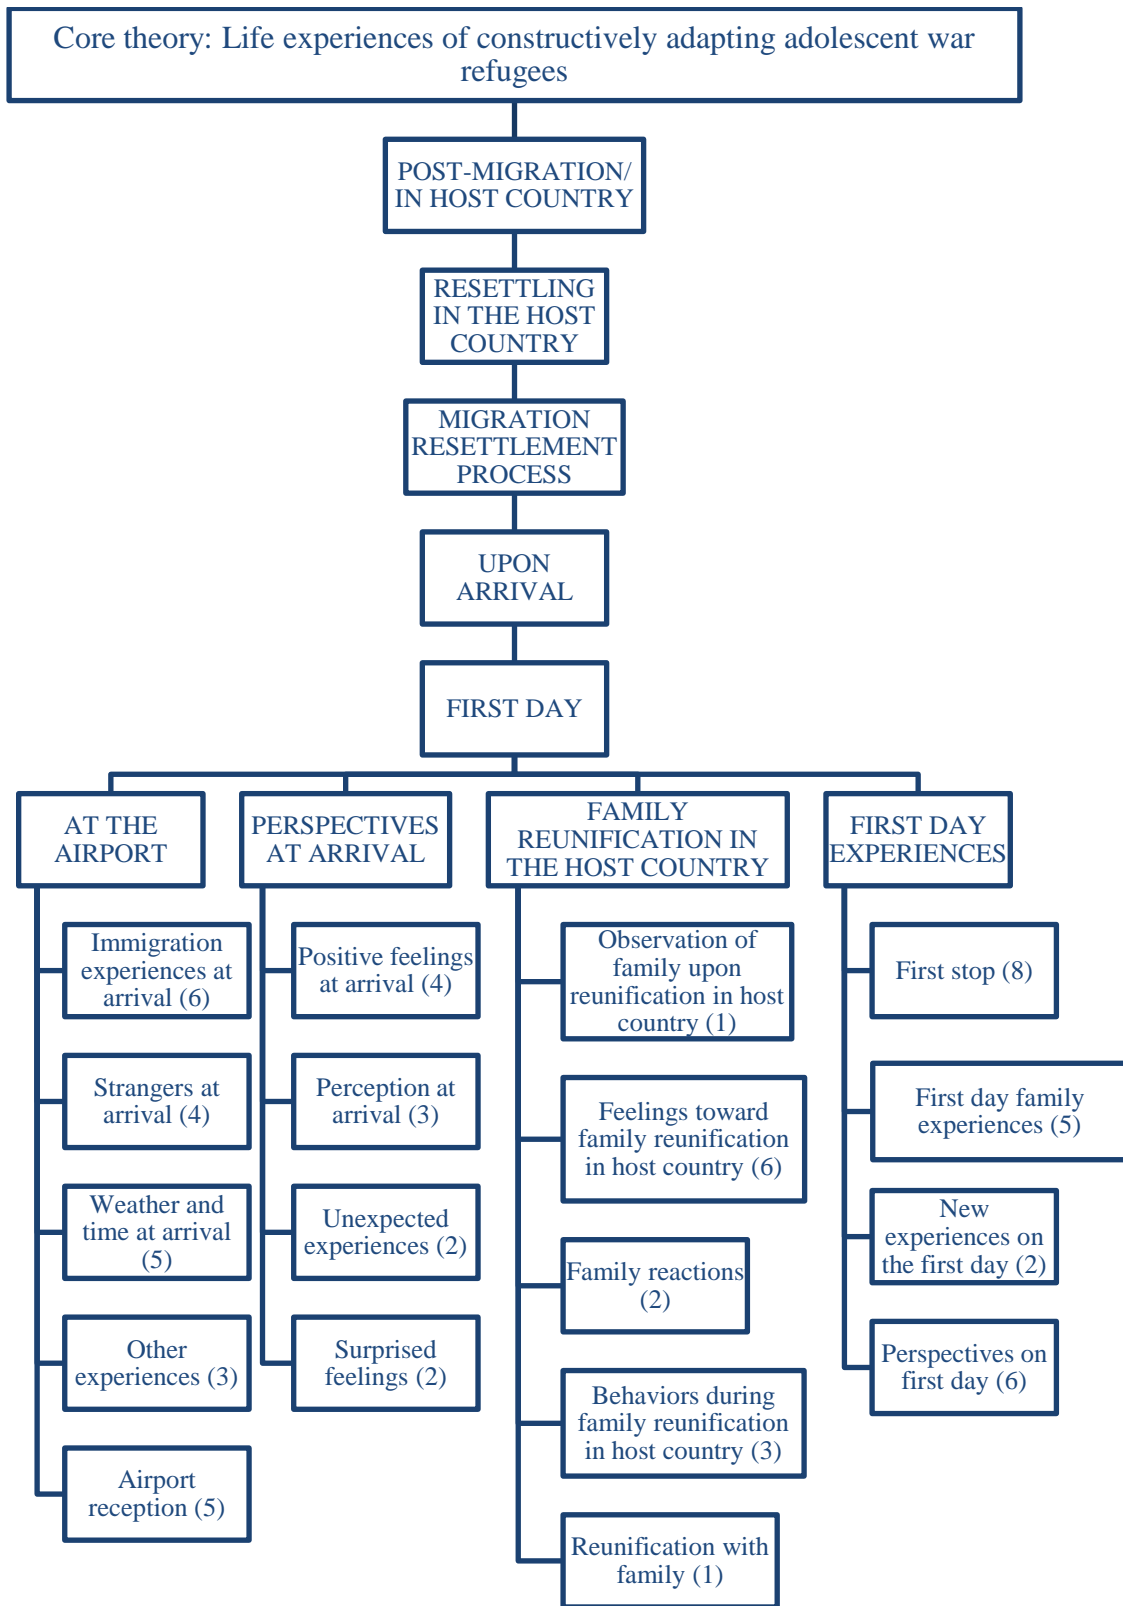 Core theory: Life experiences of constructively adapting adolescent war
refugees
POST-MIGRATION/
IN HOST COUNTRY
RESETTLING
IN THE HOST
COUNTRY
MIGRATION
RESETTLEMENT
PROCESS
UPON
ARRIVAL
FIRST DAY
AT THE
AIRPORT
Immigration
experiences at
arrival (6)
Strangers at
arrival (4)
Weather and
time at arrival
(5)
Other
experiences (3)
Airport
reception (5)
PERSPECTIVES
AT ARRIVAL
Positive feelings
at arrival (4)
Perception at
arrival (3)
Unexpected
experiences (2)
Surprised
feelings (2)
FAMILY
REUNIFICATION IN
THE HOST COUNTRY
Observation of
family upon
reunification in host
country (1)
Feelings toward
family reunification
in host country (6)
Family reactions
(2)
Behaviors during
family reunification
in host country (3)
Reunification with
family (1)
FIRST DAY
EXPERIENCES
First stop (8)
First day family
experiences (5)
New
experiences on
the first day (2)
Perspectives on
first day (6)